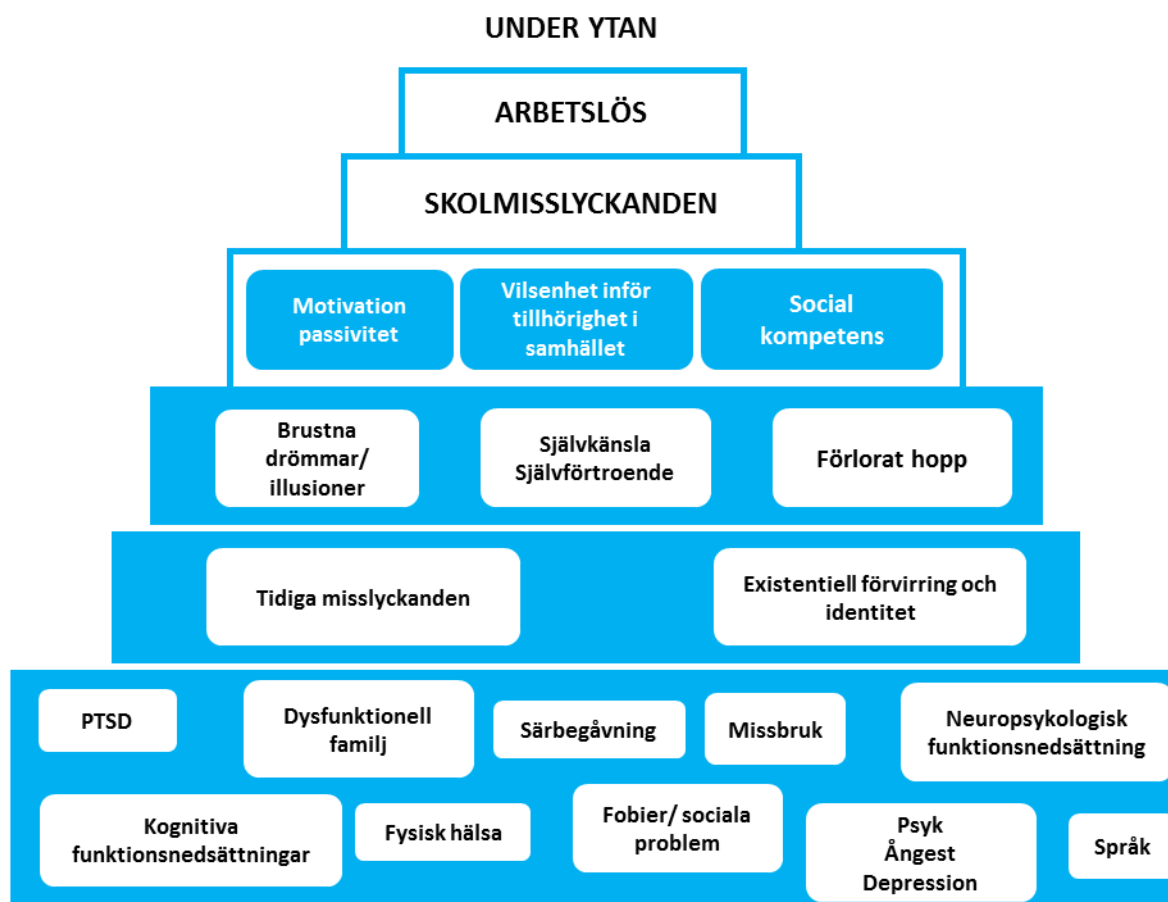 UNDER YTAN
ARBETSLÖS
SKOLMISSLYCKANDEN
Motivation
passivitet
Vilsenhet inför
tillhörighet i
samhället
Social
kompetens
Brustna
drömmar/
illusioner
Självkänsla
Självförtroende
Förlorat hopp
Tidiga misslyckanden
Existentiell förvirring och
identitet
PTSD
Dysfunktionell
familj
Särbegåvning
Missbruk
Neuropsykologisk
funktionsnedsättning
Kognitiva
funktionsnedsättningar
Fysisk hälsa
Fobier/ sociala
problem
Psyk
Ångest
Depression
Språk